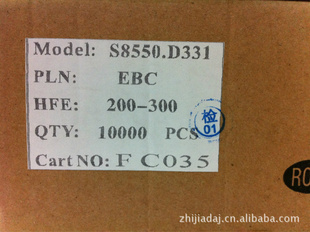 Model: S8550.D331
PLN: EBC
HFE: 200-300
QTY: 10000 PCS
检
01
Cart NO: F C035
RO
zhijiadaj.cn.alibaba.com